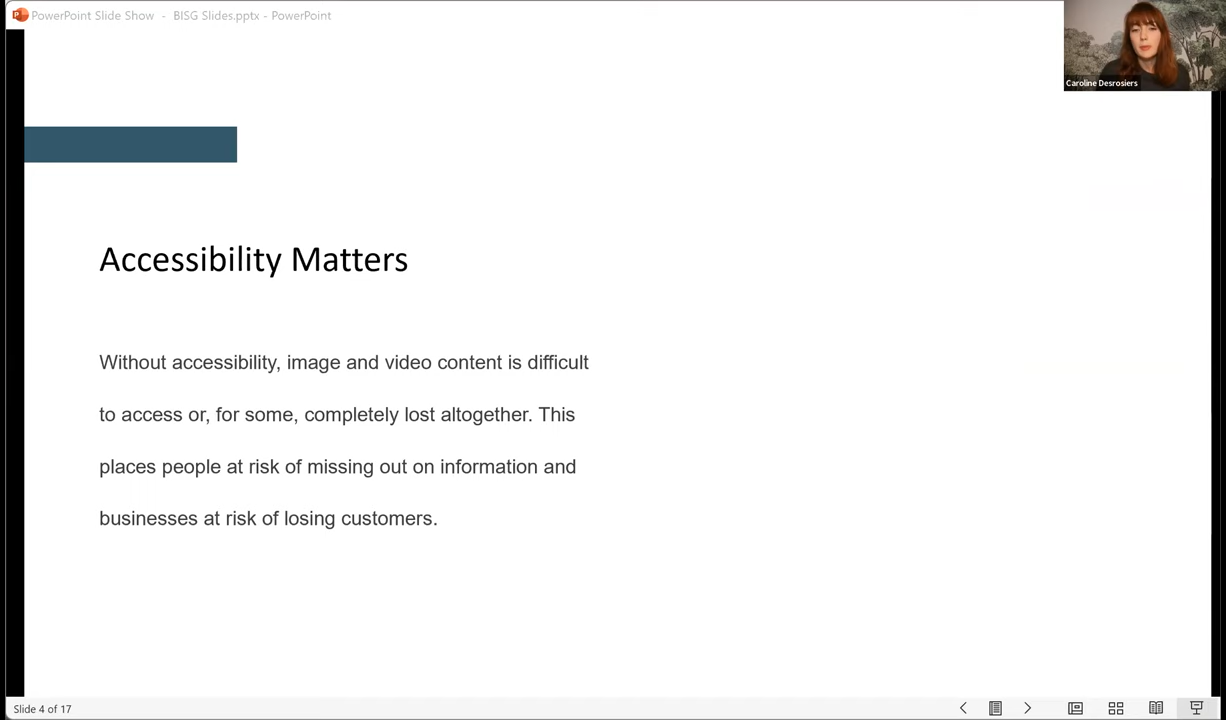 PowerPoint Slide Show - BISG Slides.pptx - PowerPoint
Caroline Desrosiers
Accessibility Matters
Without accessibility, image and video content is difficult
to access or, for some, completely lost altogether. This
places people at risk of missing out on information and
businesses at risk of losing customers.
Slide 4 of 17